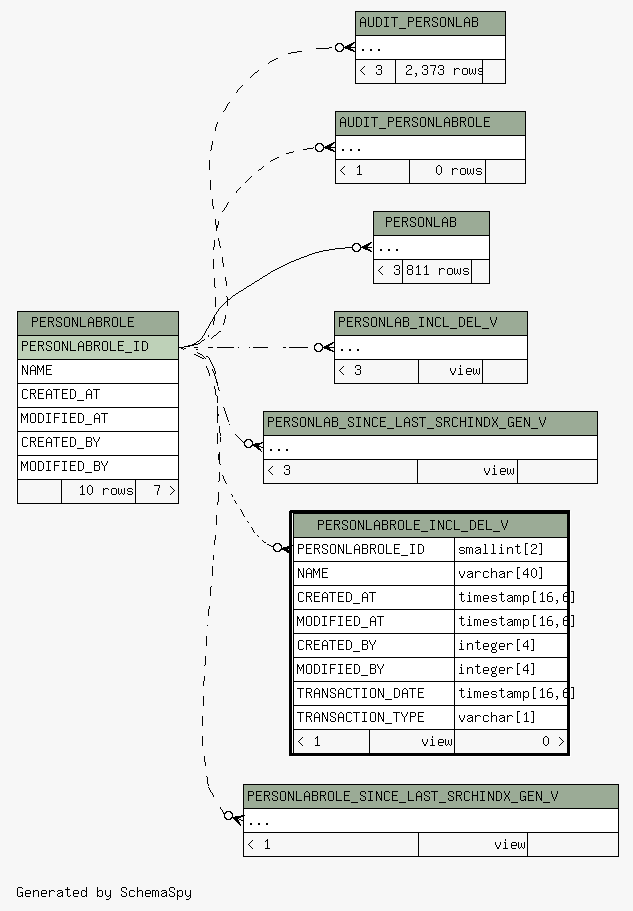 AUDIT_PERSONLAB
...
< 3 2,373 rows
AUDIT_PERSONLABROLE
...
< 1 0 rows
PERSONLAB
...
< 3 811 rows
PERSONLABROLE
PERSONLABROLE_ID
NAME
CREATED_AT
MODIFIED_AT
CREATED_BY
MODIFIED_BY
10 rows 7 >
PERSONLAB_INCL_DEL_V
...
< 3 view
PERSONLAB_SINCE_LAST_SRCHINDX_GEN_V
...
< 3 view
PERSONLABROLE_INCL_DEL_V
PERSONLABROLE_ID smallint[2]
NAME varchar[40]
CREATED_AT timestamp[16,6]
MODIFIED_AT timestamp[16,6]
CREATED_BY integer[4]
MODIFIED_BY integer[4]
TRANSACTION_DATE timestamp[16,6]
TRANSACTION_TYPE varchar[1]
< 1 view 0 >
PERSONLABROLE_SINCE_LAST_SRCHINDX_GEN_V
...
< 1 view
Generated by SchemaSpy